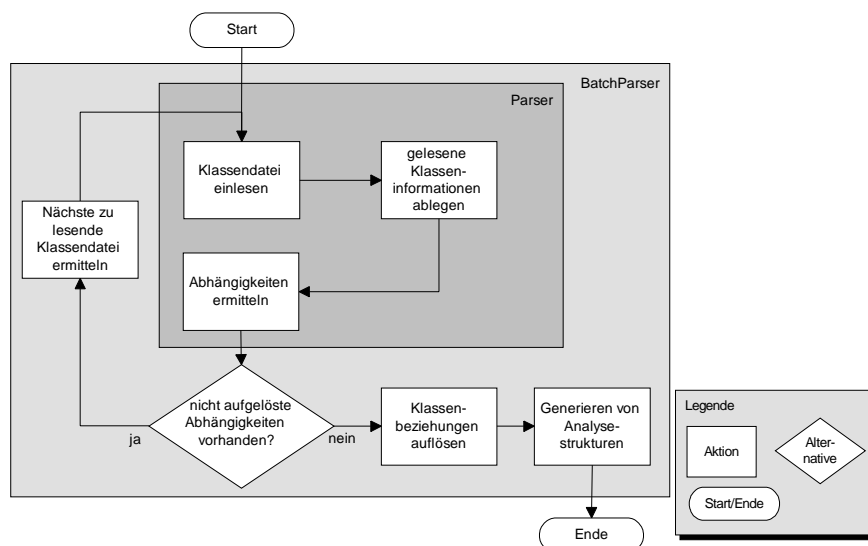 Start
BatchParser
Parser
Klassendatei
einlesen
gelesene
Klassen-
informationen
ablegen
Nächste zu
lesende
Klassendatei
ermitteln
Abhängigkeiten
ermitteln
nicht aufgelöste
Abhängigkeiten
vorhanden?
ja
nein
Klassen-
beziehungen
auflösen
Generieren von
Analyse-
strukturen
Ende
Legende
Aktion
Alter-
native
Start/Ende